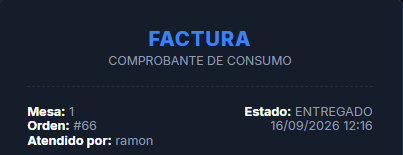 FACTURA
COMPROBANTE DE CONSUMO
Mesa: 1
Orden: #66
Atendido por: ramon
Estado: ENTREGADO
16/09/2026 12:16